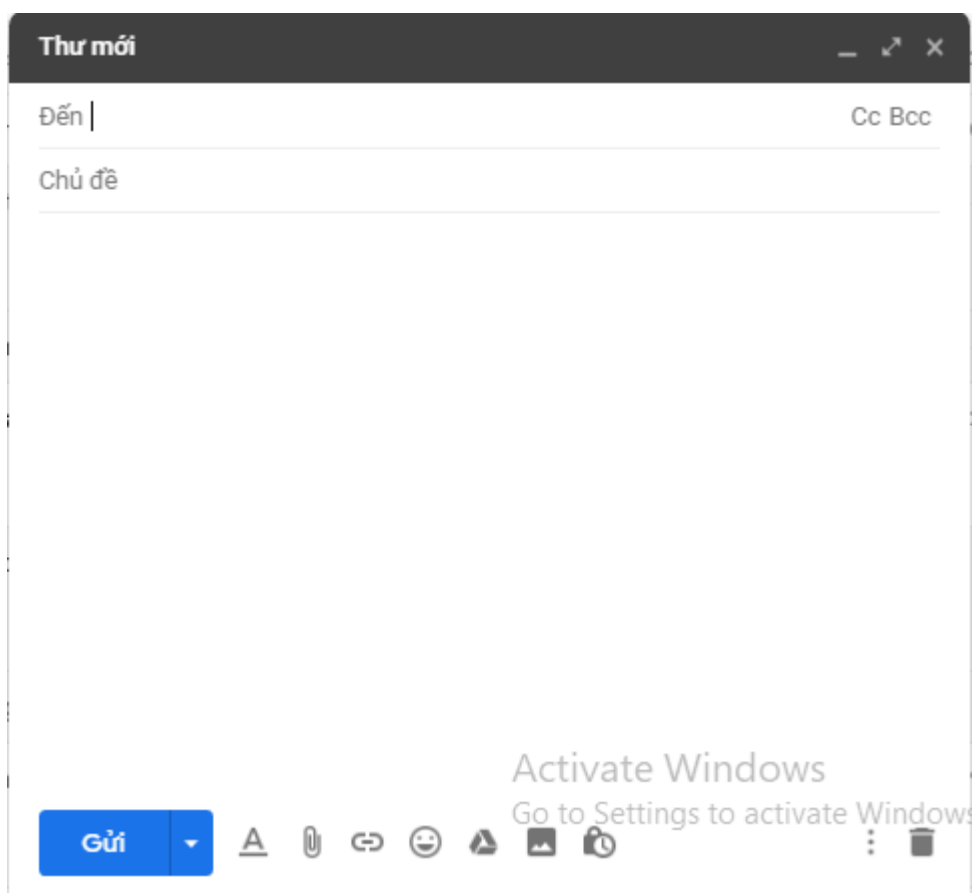 Thư mới
Đến Cc Bcc
Chủ đề
Activate Windows
Go to Settings to activate Windows
Gửi